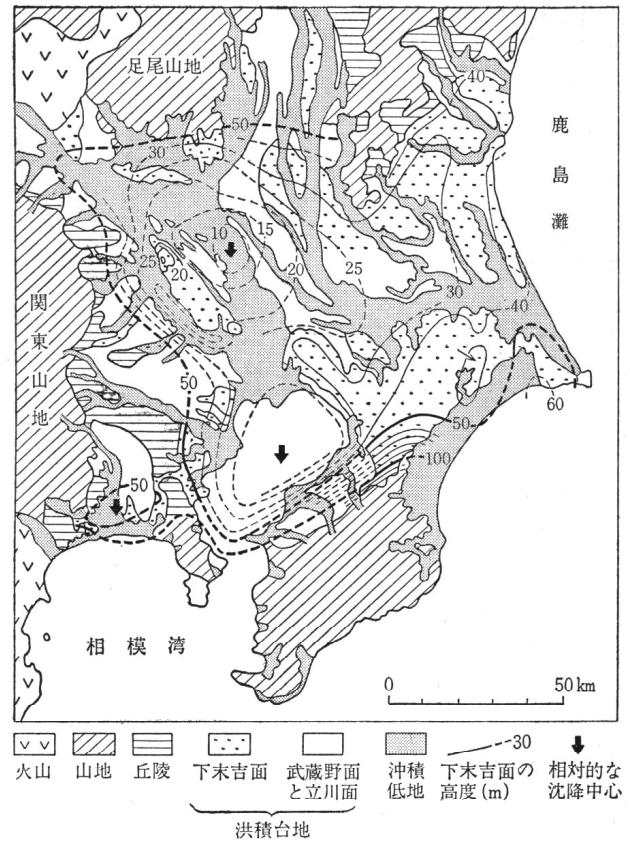 足尾山地
鹿島灘
関東山地
相模湾
40
50
30
10
15
25
20
20
25
30
40
50
50
60
100
50
0 50km
火山
山地
丘陵
下末吉面
武蔵野面
と立川面
沖積
低地
30
下末吉面の
高度(m)
相対的な
沈降中心
洪積台地